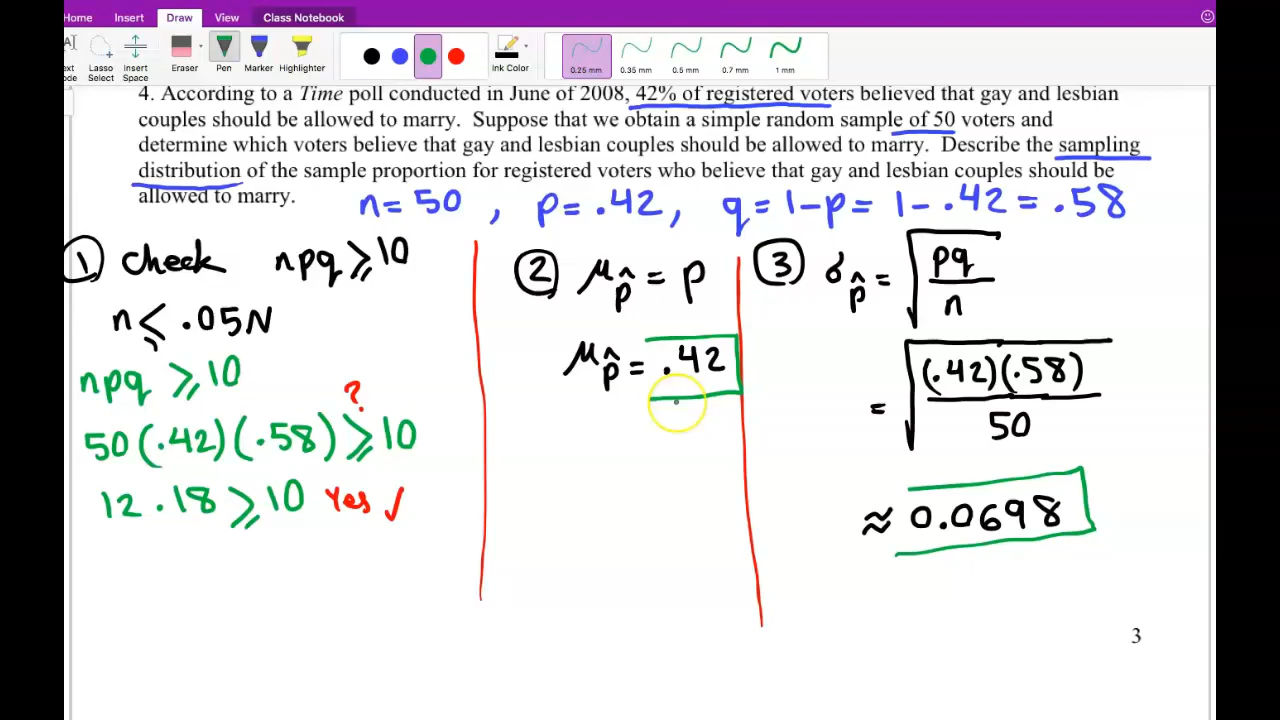 Home Insert Draw View Class Notebook
Lasso Select
Insert Space
Eraser
Pen
Marker
Highlighter
Ink Color
0.25 mm 0.35 mm 0.5 mm 0.7 mm 1 mm
4. According to a Time poll conducted in June of 2008, 42% of registered voters believed that gay and lesbian
couples should be allowed to marry. Suppose that we obtain a simple random sample of 50 voters and
determine which voters believe that gay and lesbian couples should be allowed to marry. Describe the sampling
distribution of the sample proportion for registered voters who believe that gay and lesbian couples should be
allowed to marry.
n = 50 , p = .42, q = 1-p = 1-.42 = .58
① check npq ≥ 10
n ≤ .05N
npq ≥ 10
50(.42)(.58) ≥ 10 ?
12.18 ≥ 10 Yes ✓
② μp̂ = p
μp̂ = .42
③ σp̂ = √(pq/n)
= √((.42)(.58)/50)
≈ 0.0698
3